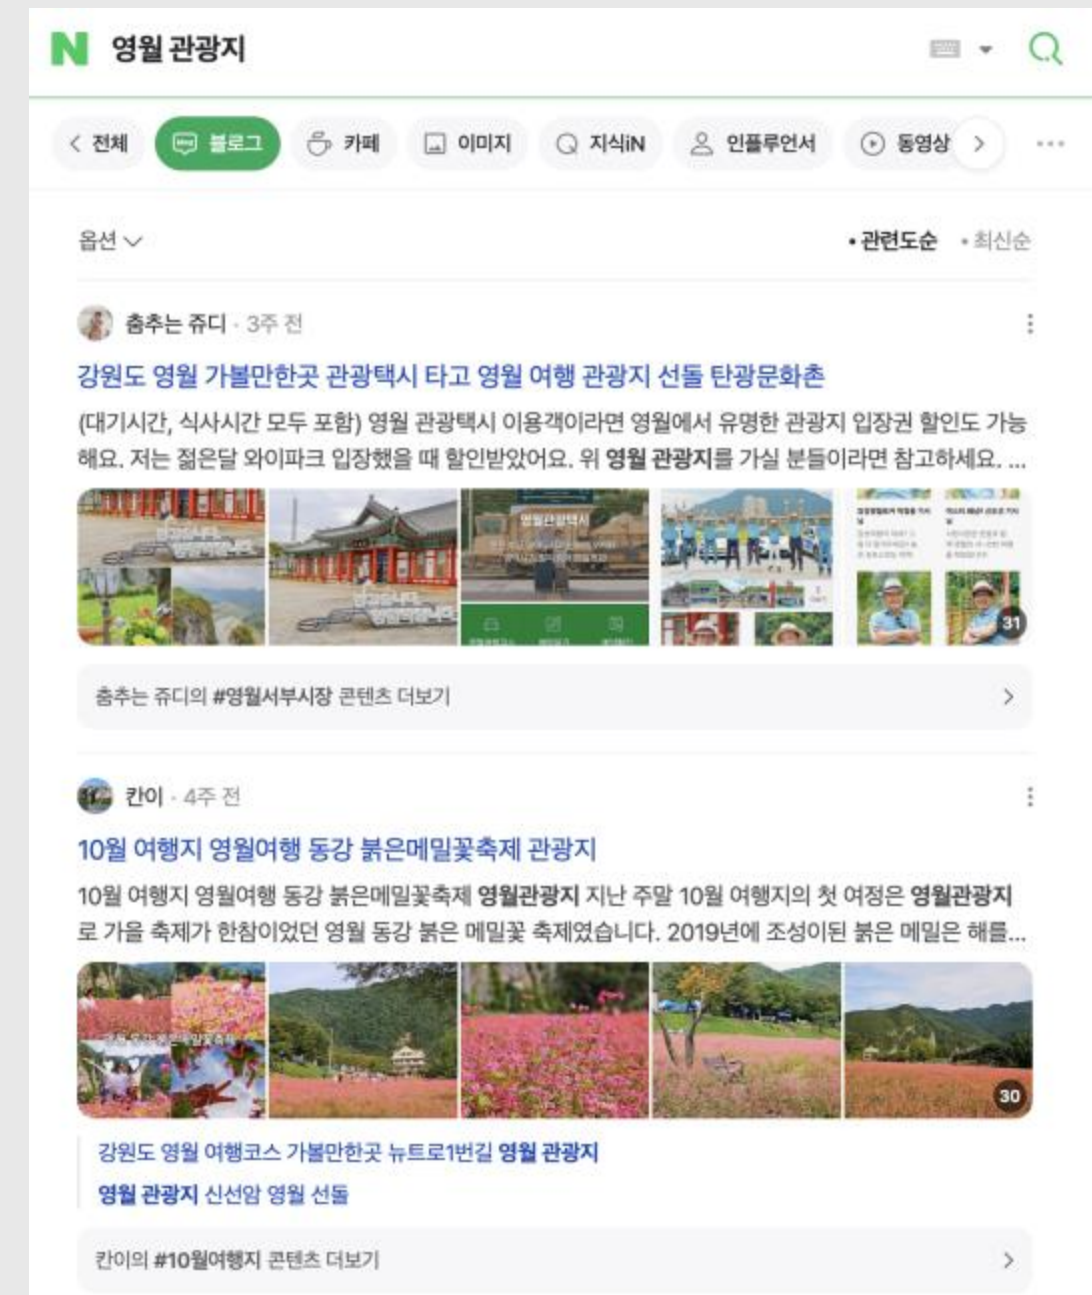 N 영월 관광지
전체 블로그 카페 이미지 지식iN 인플루언서 동영상
옵션 • 관련도순 • 최신순
춤추는 쥬디 · 3주 전
강원도 영월 가볼만한곳 관광택시 타고 영월 여행 관광지 선돌 탄광문화촌
(대기시간, 식사시간 모두 포함) 영월 관광택시 이용객이라면 영월에서 유명한 관광지 입장권 할인도 가능
해요. 저는 젊은달 와이파크 입장했을 때 할인받았어요. 위 영월 관광지를 가실 분들이라면 참고하세요. ...
영월관광택시
31
춤추는 쥬디의 #영월서부시장 콘텐츠 더보기
칸이 · 4주 전
10월 여행지 영월여행 동강 붉은메밀꽃축제 관광지
10월 여행지 영월여행 동강 붉은메밀꽃축제 영월관광지 지난 주말 10월 여행지의 첫 여정은 영월관광지
로 가을 축제가 한참이었던 영월 동강 붉은 메밀꽃 축제였습니다. 2019년에 조성이된 붉은 메밀은 해를...
영월 동강 붉은메밀꽃축제
30
강원도 영월 여행코스 가볼만한곳 뉴트로1번길 영월 관광지
영월 관광지 신선암 영월 선돌
칸이의 #10월여행지 콘텐츠 더보기